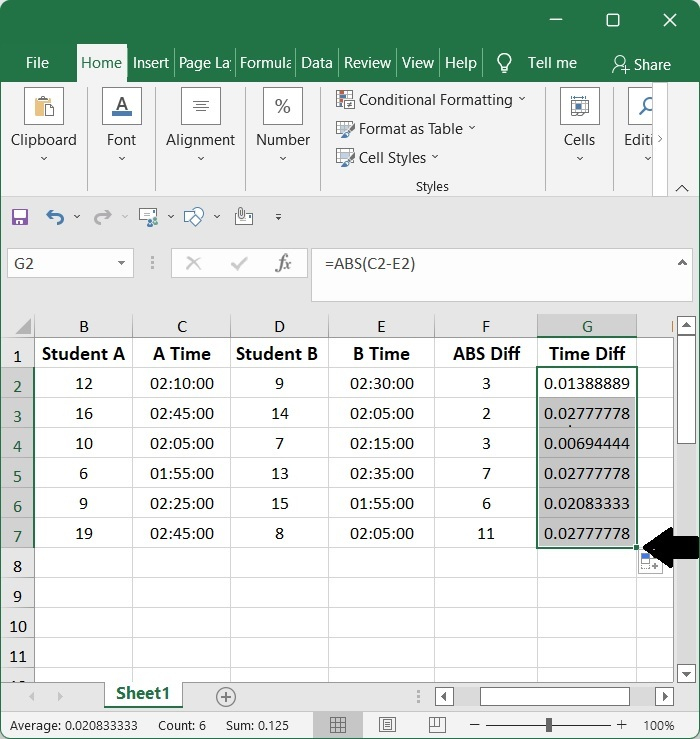 File Home Insert Page La Formula Data Review View Help Tell me Share
Clipboard
Font
Alignment
%
Number
Conditional Formatting
Format as Table
Cell Styles
Styles
Cells
Editi
G2 fx =ABS(C2-E2)
B C D E F G
1 Student A A Time Student B B Time ABS Diff Time Diff
2 12 02:10:00 9 02:30:00 3 0.01388889
3 16 02:45:00 14 02:05:00 2 0.02777778
4 10 02:05:00 7 02:15:00 3 0.00694444
5 6 01:55:00 13 02:35:00 7 0.02777778
6 9 02:25:00 15 01:55:00 6 0.02083333
7 19 02:45:00 8 02:05:00 11 0.02777778
8
9
10
11
Sheet1
Average: 0.020833333 Count: 6 Sum: 0.125 100%